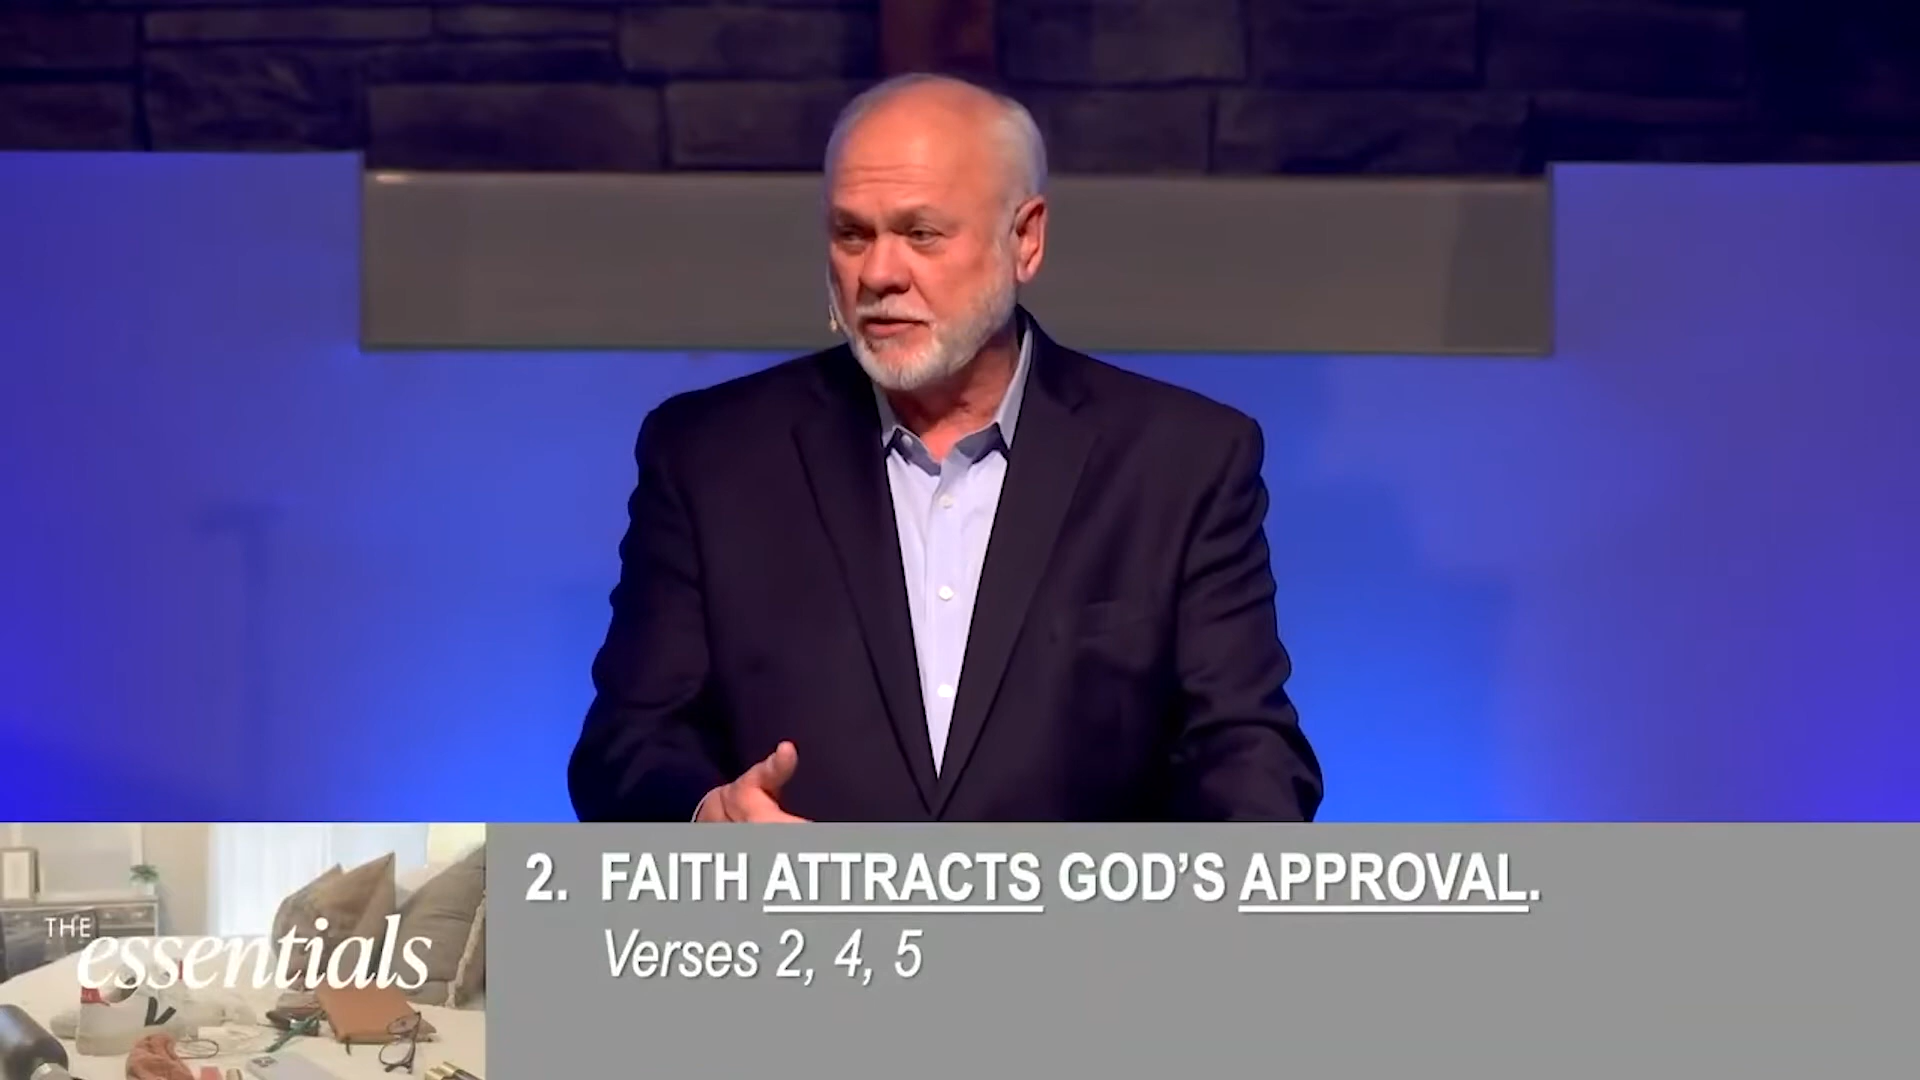 2. FAITH ATTRACTS GOD'S APPROVAL.
Verses 2, 4, 5
THE
essentials